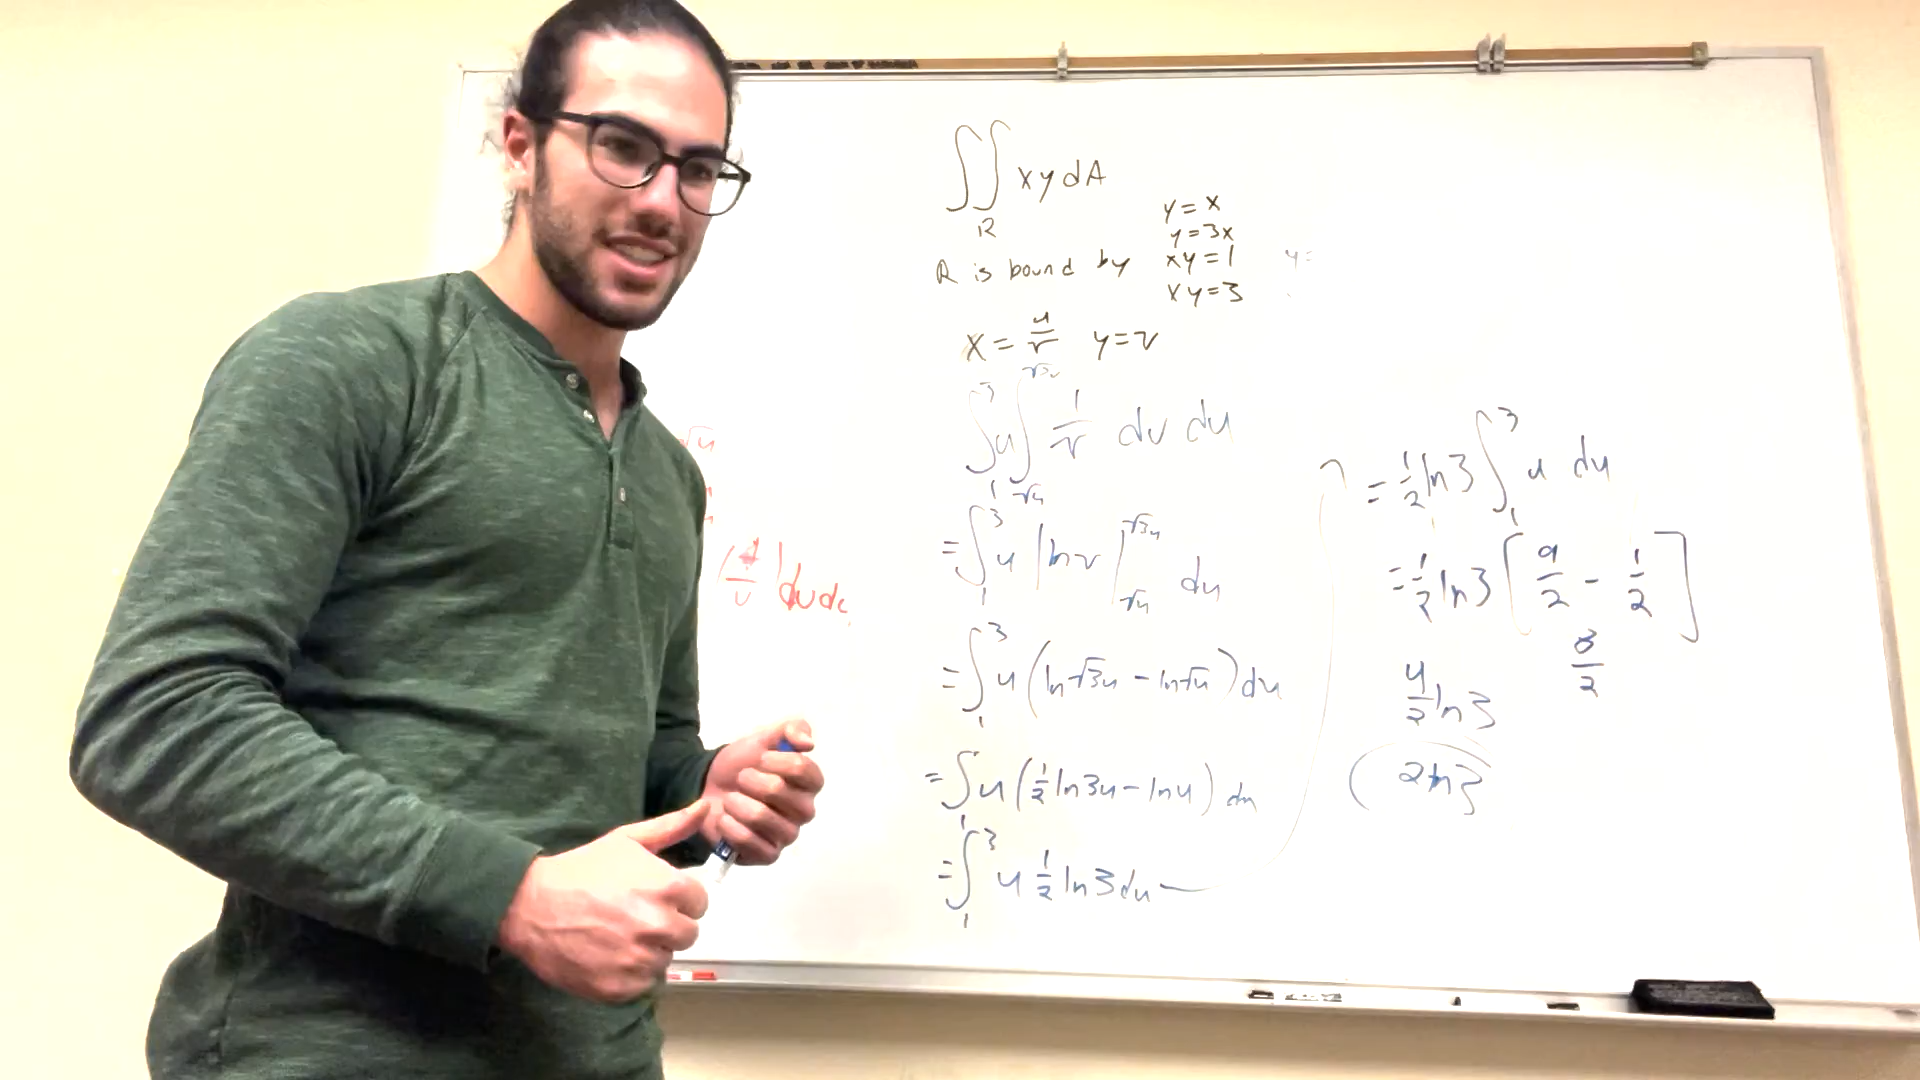 ∬ xy dA
R
y = x
y = 3x
R is bound by xy = 1 y =
xy = 3
x = u/v y = v
∫₁³ u ∫_√u^√3u 1/v dv du
= ∫₁³ u |ln v |_√u^√3u du
= ∫₁³ u (ln √3u - ln √u) du
= ∫₁ u (1/2 ln 3u - ln u) du
= ∫₁³ u 1/2 ln 3 du
= 1/2 ln 3 ∫₁³ u du
= 1/2 ln 3 [9/2 - 1/2]
8/2
4/2 ln 3
2 ln 3
√u
dv du